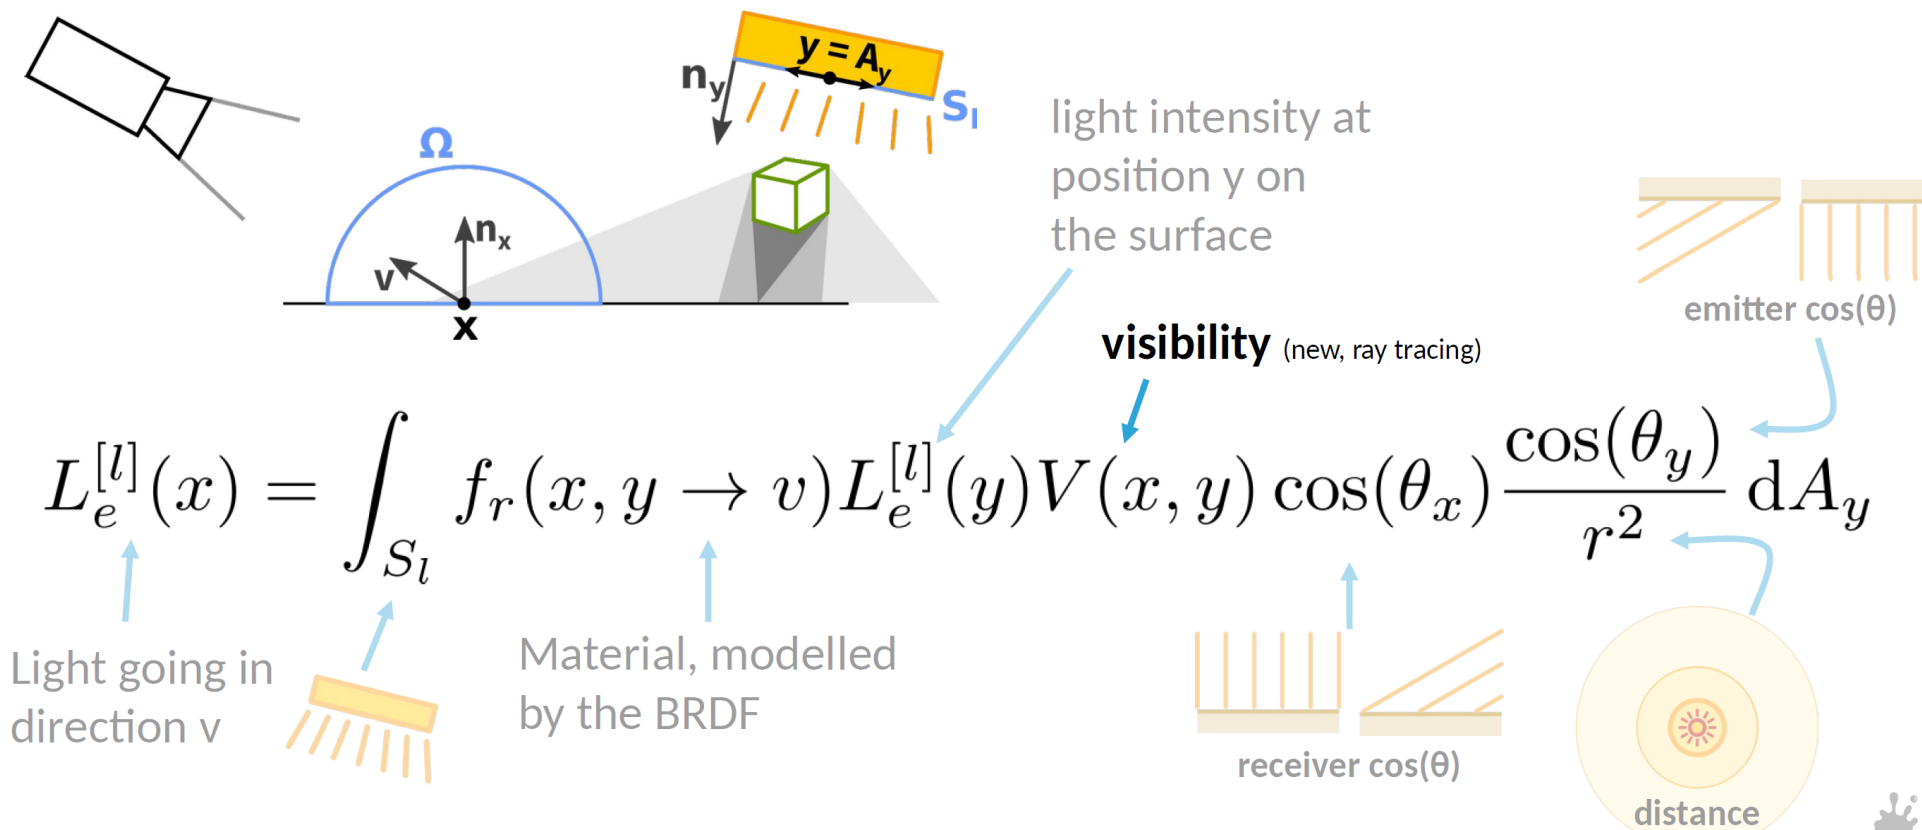 y = A_y
n_y
S_l
Ω
n_x
v
x
light intensity at
position y on
the surface
emitter cos(θ)
visibility (new, ray tracing)
L_e^{[l]}(x) = ∫_{S_l} f_r(x, y → v)L_e^{[l]}(y)V(x, y) cos(θ_x) \frac{cos(θ_y)}{r^2} dA_y
Light going in
direction v
Material, modelled
by the BRDF
receiver cos(θ)
distance